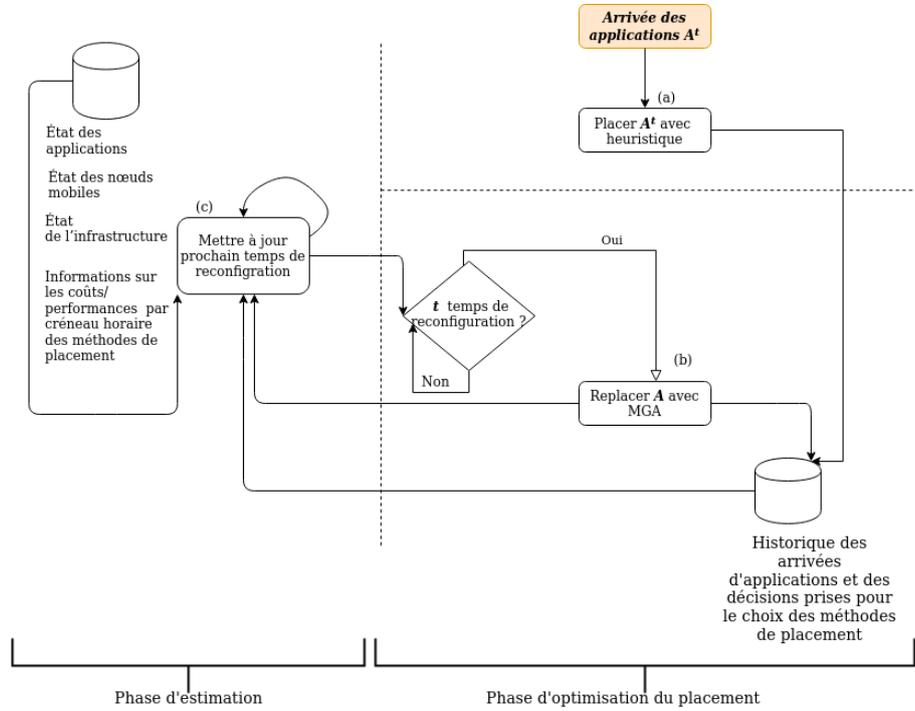 Arrivée des
applications Aᵗ
(a)
Placer Aᵗ avec
heuristique
État des
applications
État des nœuds
mobiles
État
de l’infrastructure
Informations sur
les coûts/
performances par
créneau horaire
des méthodes de
placement
(c)
Mettre à jour
prochain temps de
reconfigration
Oui
t temps de
reconfiguration ?
Non
(b)
Replacer A avec
MGA
Historique des
arrivées
d'applications et des
décisions prises pour
le choix des méthodes
de placement
Phase d'estimation
Phase d'optimisation du placement